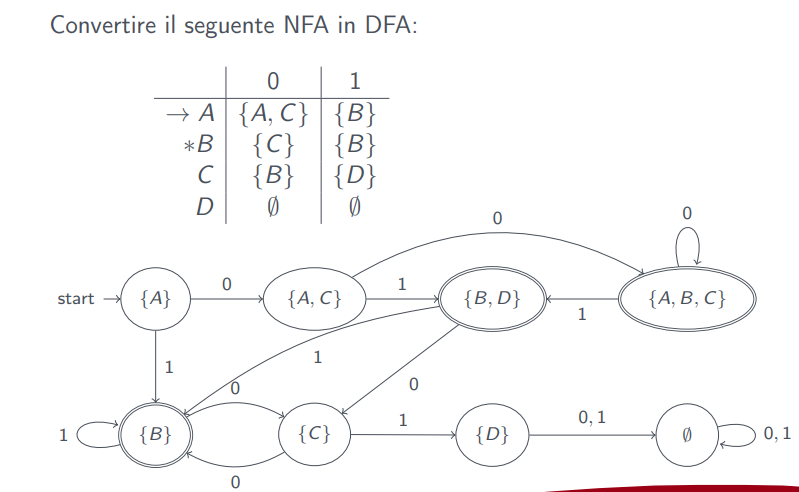 Convertire il seguente NFA in DFA:
0 1
→ A {A, C} {B}
∗B {C} {B}
C {B} {D}
D ∅ ∅
0 0
start {A} 0 {A, C} 1 {B, D} 1 {A, B, C}
1 1 0 0
1 {B} {C} 1 {D} 0, 1 ∅ 0, 1
0